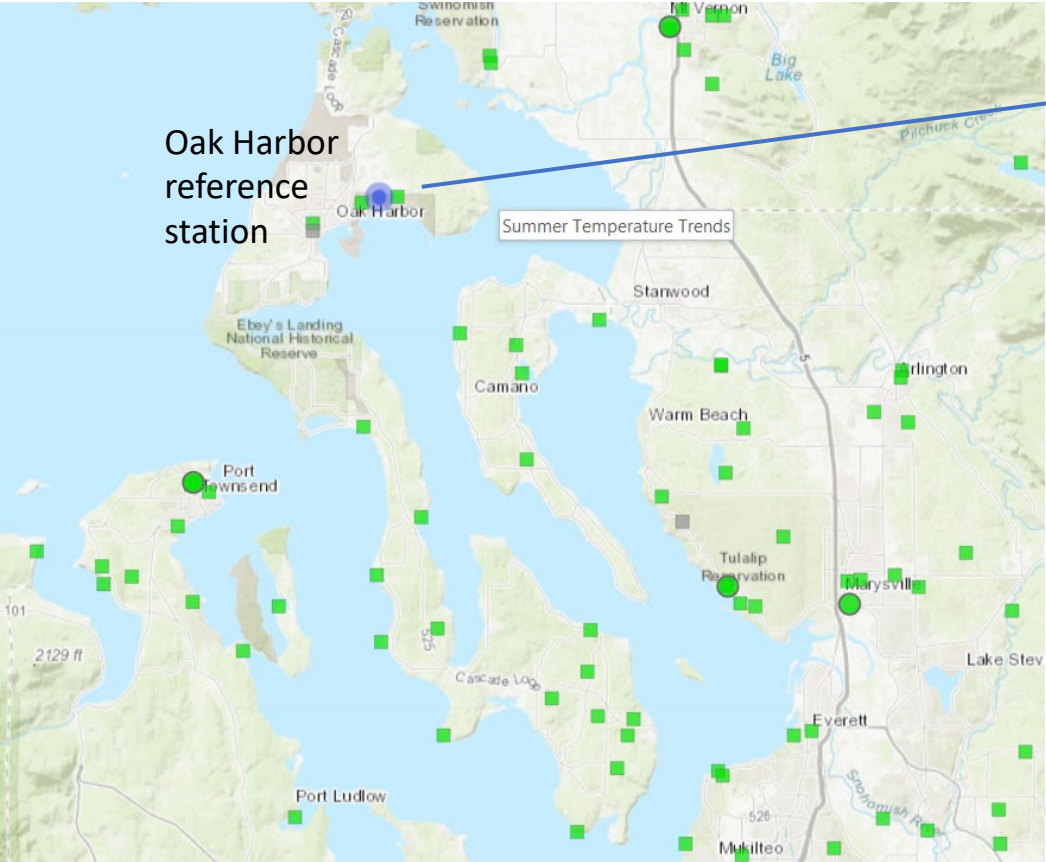 Swinomish
Reservation
Mt Vernon
20
Cascade Loop
Big
Lake
Pilchuck Creek
Oak Harbor
reference
station
Oak Harbor
Summer Temperature Trends
Stanwood
Ebey's Landing
National Historical
Reserve
5
Camano
Arlington
Warm Beach
Port
Townsend
Tulalip
Reservation
Marysville
101
525
2129 ft
Lake Stev
Cascade Loop
Everett
Port Ludlow
526
Snohomish River
Mukilteo